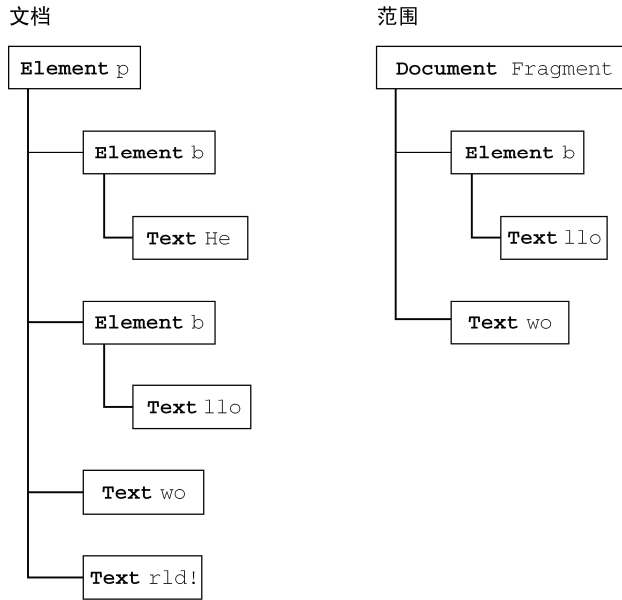 文档
Element p
Element b
Text He
Element b
Text llo
Text wo
Text rld!
范围
Document Fragment
Element b
Text llo
Text wo